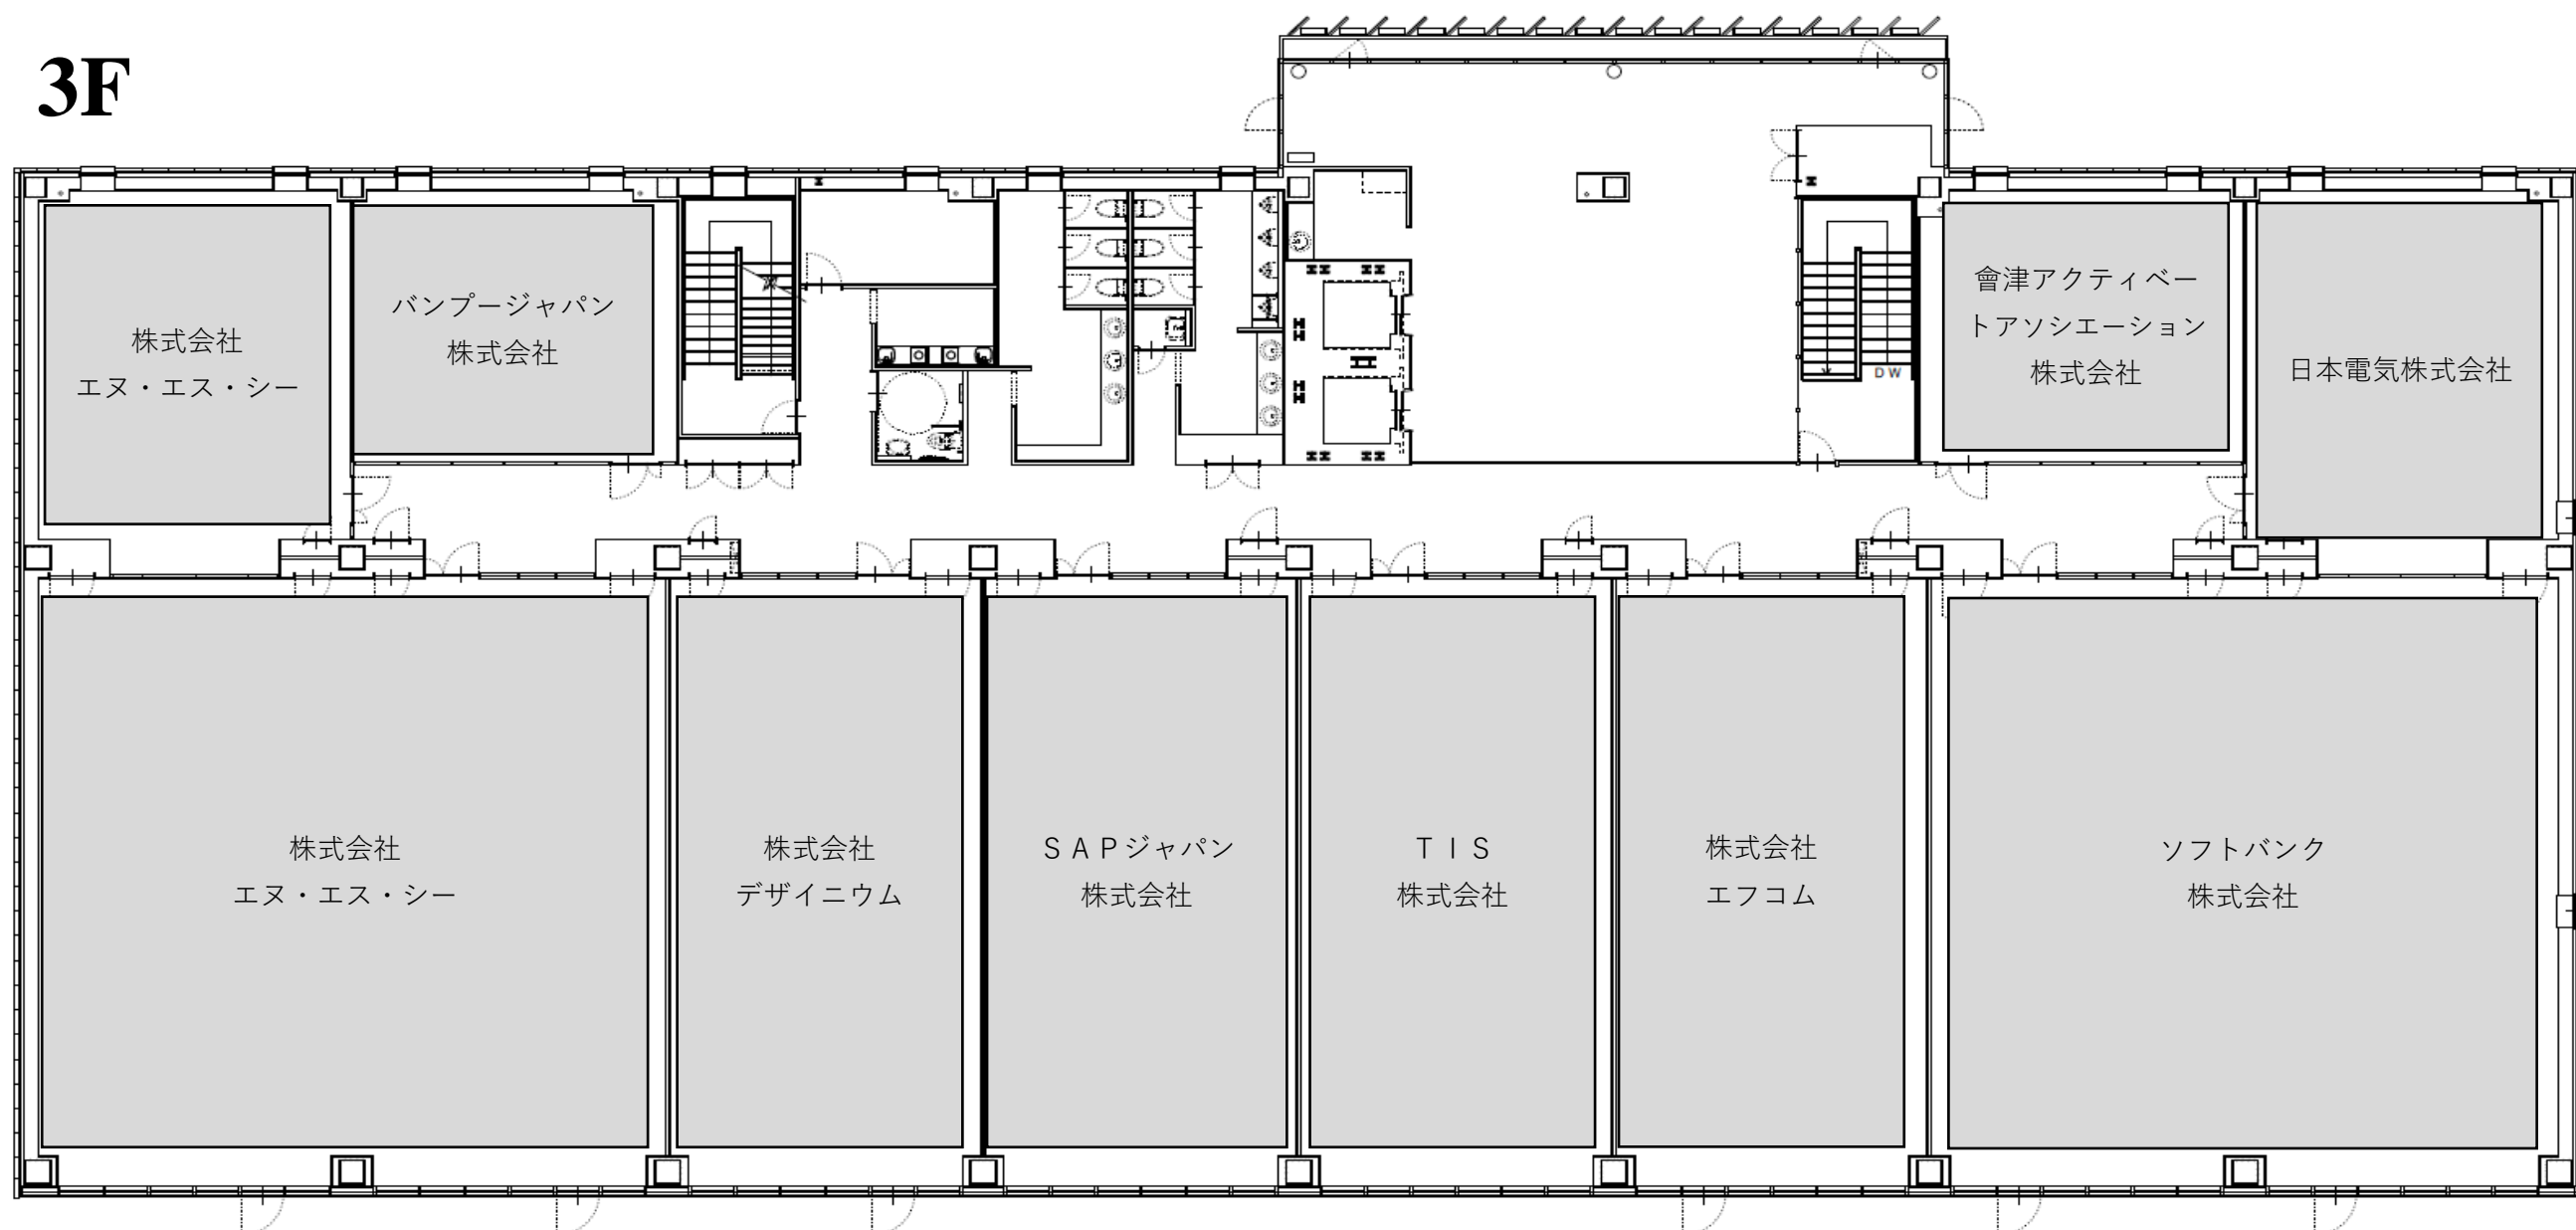 3F
株式会社
エヌ・エス・シー
バンプージャパン
株式会社
會津アクティベー
トアソシエーション
株式会社
日本電気株式会社
DW
株式会社
エヌ・エス・シー
株式会社
デザイニウム
ＳＡＰジャパン
株式会社
ＴＩＳ
株式会社
株式会社
エフコム
ソフトバンク
株式会社